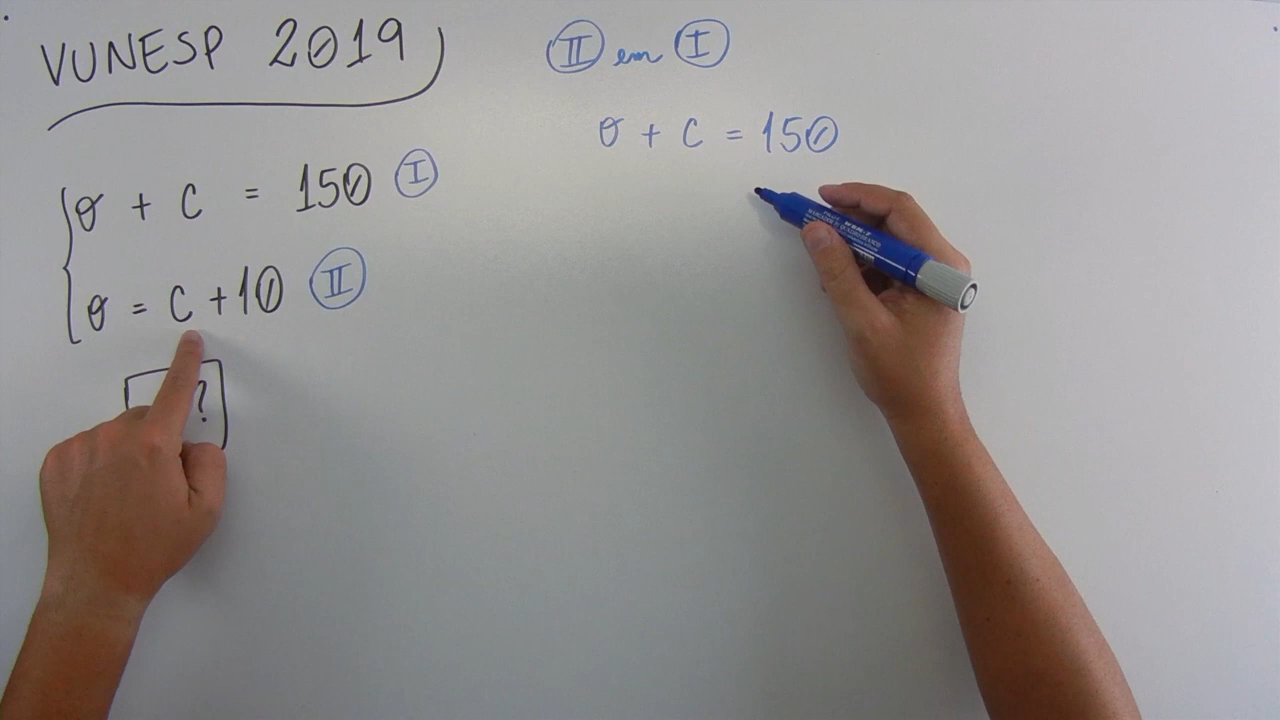 VUNESP 2019
σ + C = 150 I
σ = C + 10 II
?
II em I
σ + C = 150